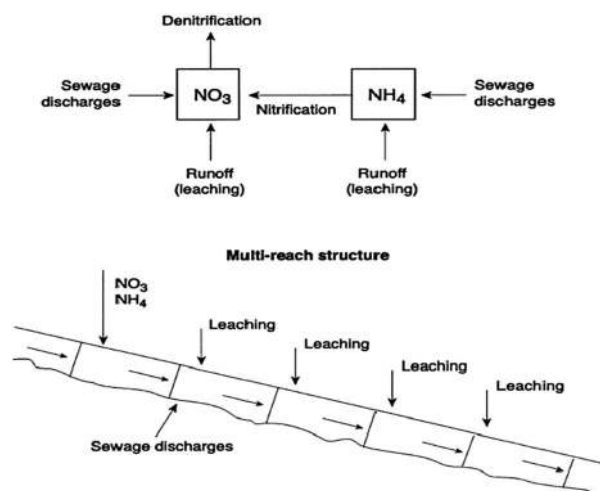 Denitrification
Sewage
discharges
NO₃
Nitrification
NH₄
Sewage
discharges
Runoff
(leaching)
Runoff
(leaching)
Multi-reach structure
NO₃
NH₄
Leaching
Leaching
Leaching
Leaching
Sewage discharges